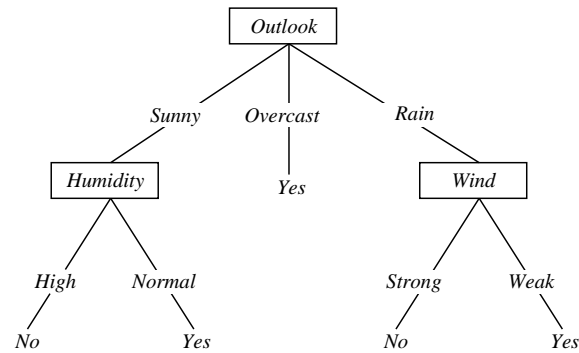 Outlook
Sunny Overcast Rain
Humidity Yes Wind
High Normal Strong Weak
No Yes No Yes